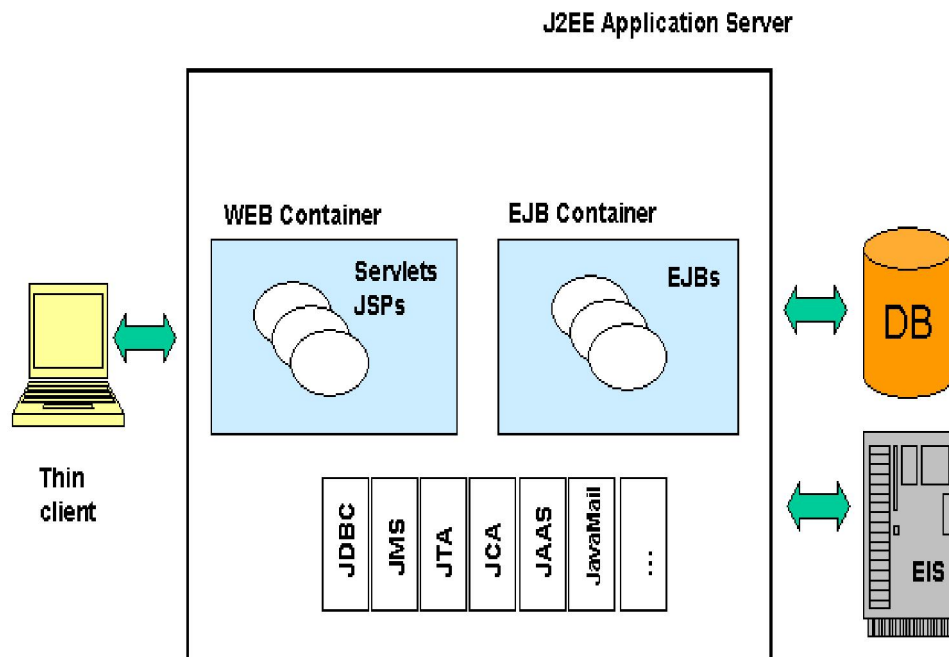 J2EE Application Server
WEB Container
EJB Container
Servlets
JSPs
EJBs
DB
Thin
client
JDBC
JMS
JTA
JCA
JAAS
JavaMail
...
EIS